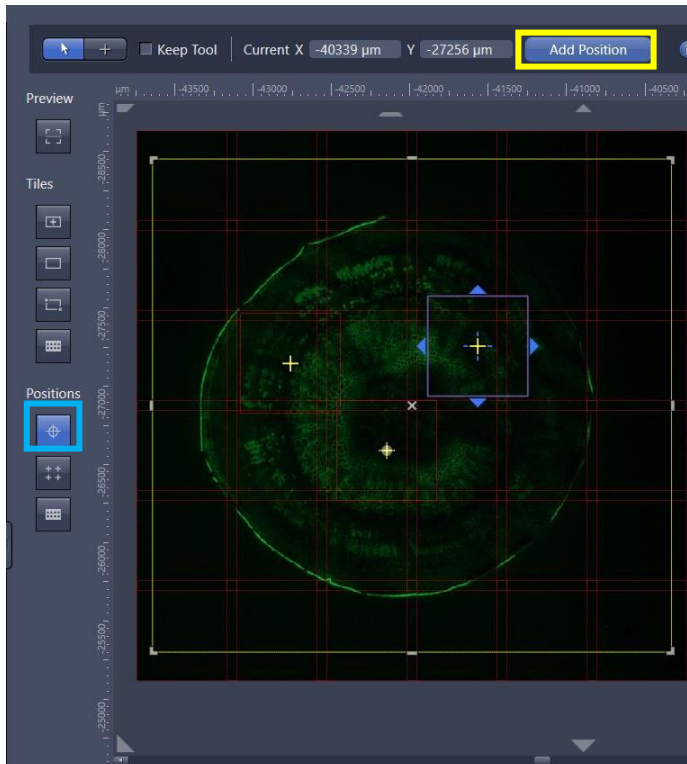 Keep Tool Current X -40339 µm Y -27256 µm Add Position
µm -43500 -43000 -42500 -42000 -41500 -41000 -40500
Preview
µm
Tiles
-28500
-28000
-27500
Positions
-27000
-26500
-26000
-25500
-25000